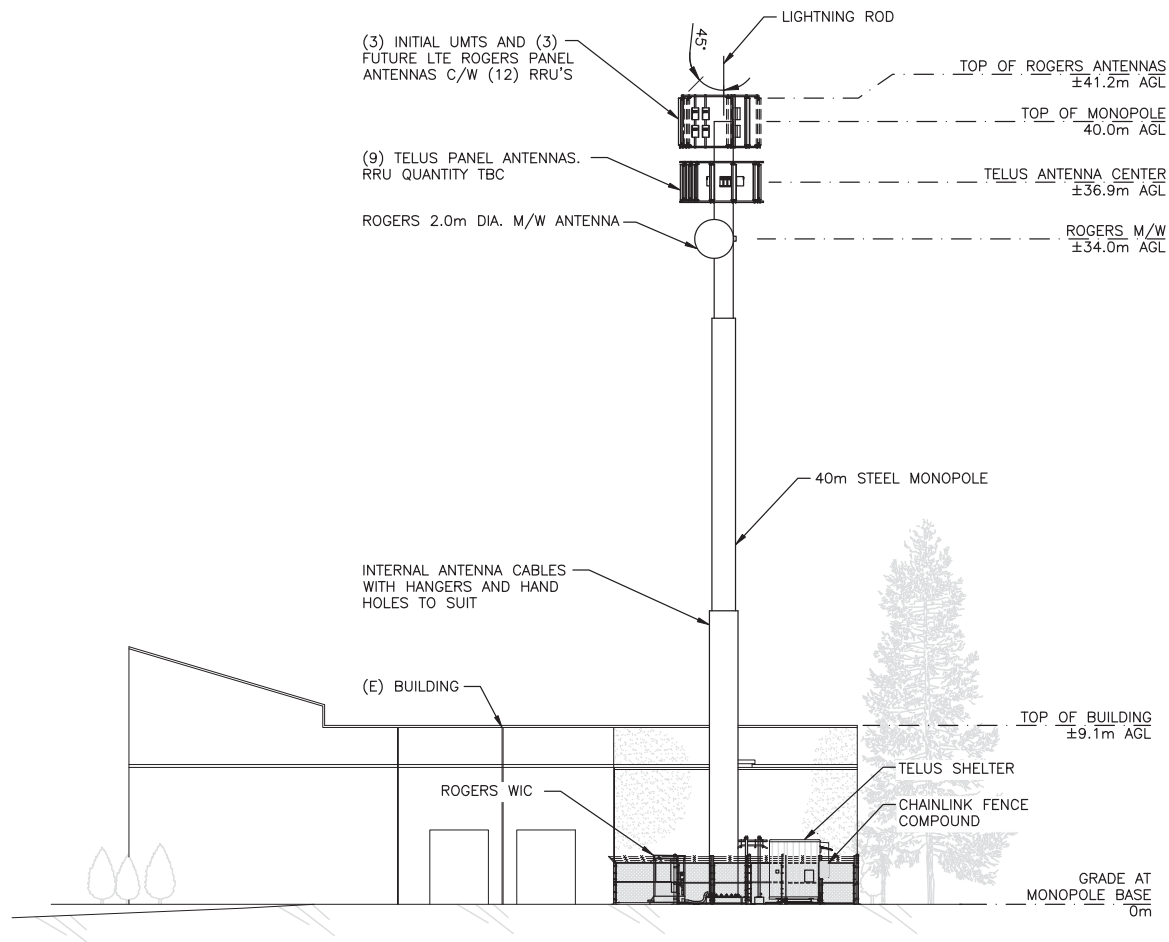 LIGHTNING ROD
45°
(3) INITIAL UMTS AND (3)
FUTURE LTE ROGERS PANEL
ANTENNAS C/W (12) RRU'S
TOP OF ROGERS ANTENNAS
±41.2m AGL
TOP OF MONOPOLE
40.0m AGL
(9) TELUS PANEL ANTENNAS.
RRU QUANTITY TBC
TELUS ANTENNA CENTER
±36.9m AGL
ROGERS 2.0m DIA. M/W ANTENNA
ROGERS M/W
±34.0m AGL
40m STEEL MONOPOLE
INTERNAL ANTENNA CABLES
WITH HANGERS AND HAND
HOLES TO SUIT
(E) BUILDING
TOP OF BUILDING
±9.1m AGL
TELUS SHELTER
ROGERS WIC
CHAINLINK FENCE
COMPOUND
GRADE AT
MONOPOLE BASE
0m